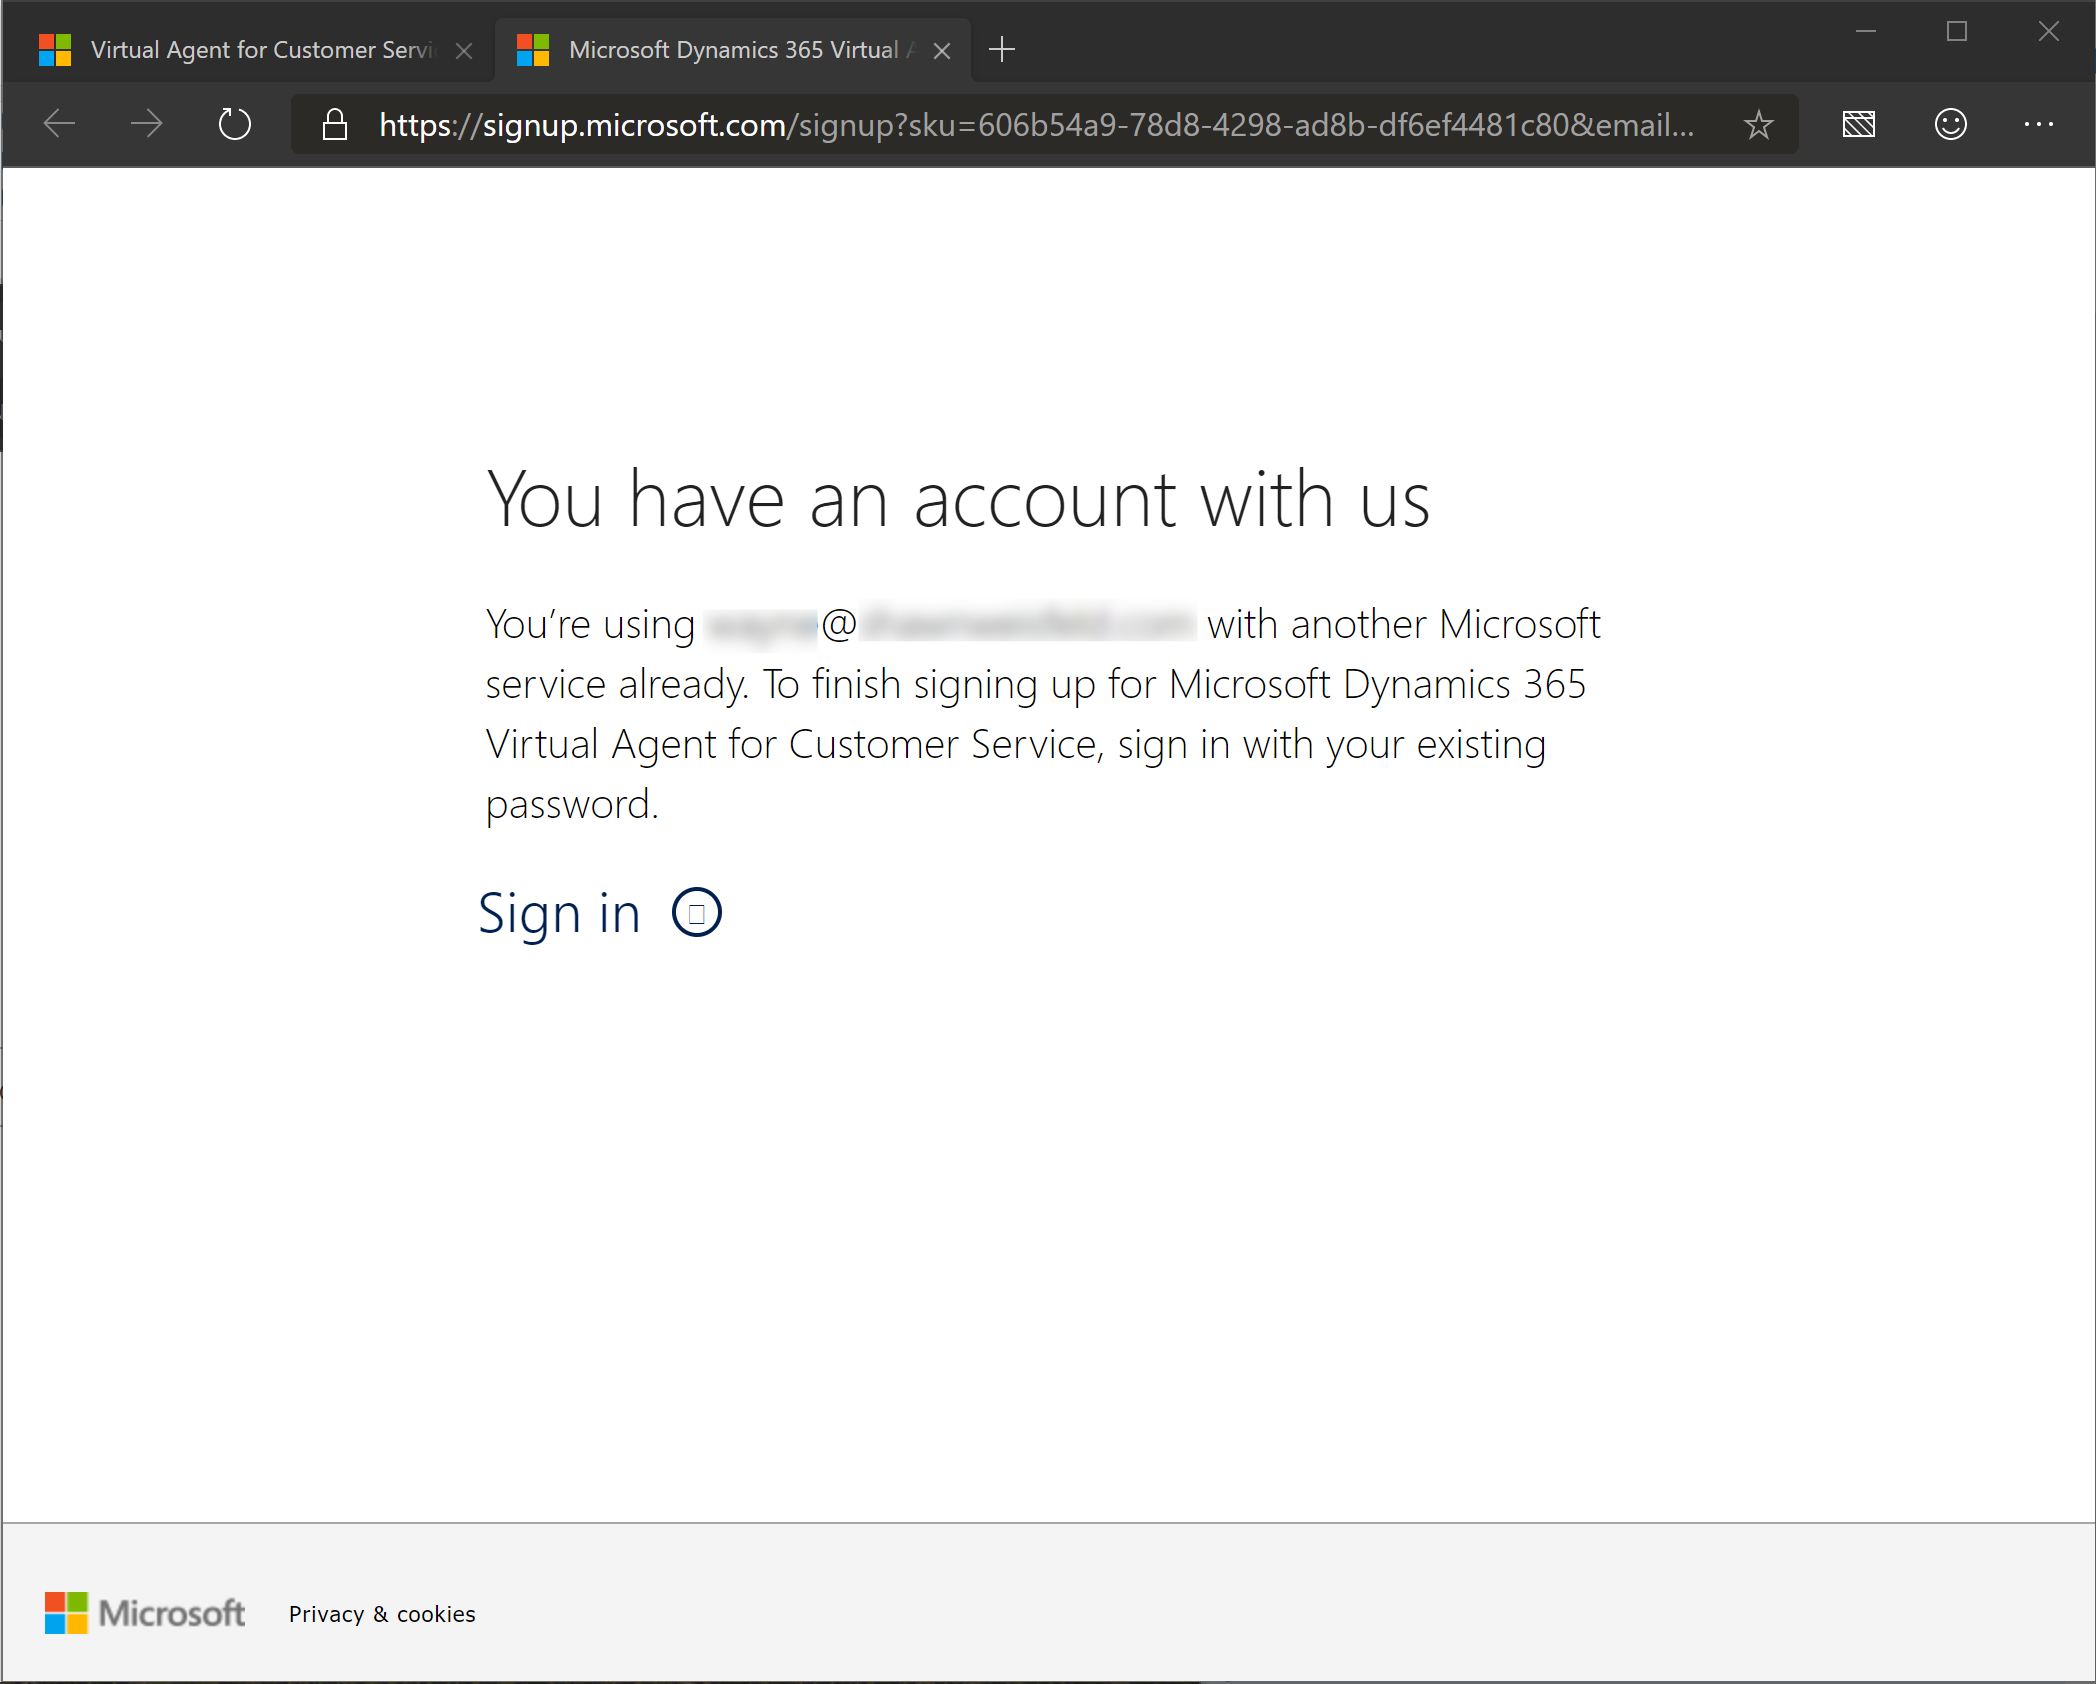 Virtual Agent for Customer Servi
Microsoft Dynamics 365 Virtual A
https://signup.microsoft.com/signup?sku=606b54a9-78d8-4298-ad8b-df6ef4481c80&email...
You have an account with us
You’re using @ with another Microsoft
service already. To finish signing up for Microsoft Dynamics 365
Virtual Agent for Customer Service, sign in with your existing
password.
Sign in
Microsoft
Privacy & cookies